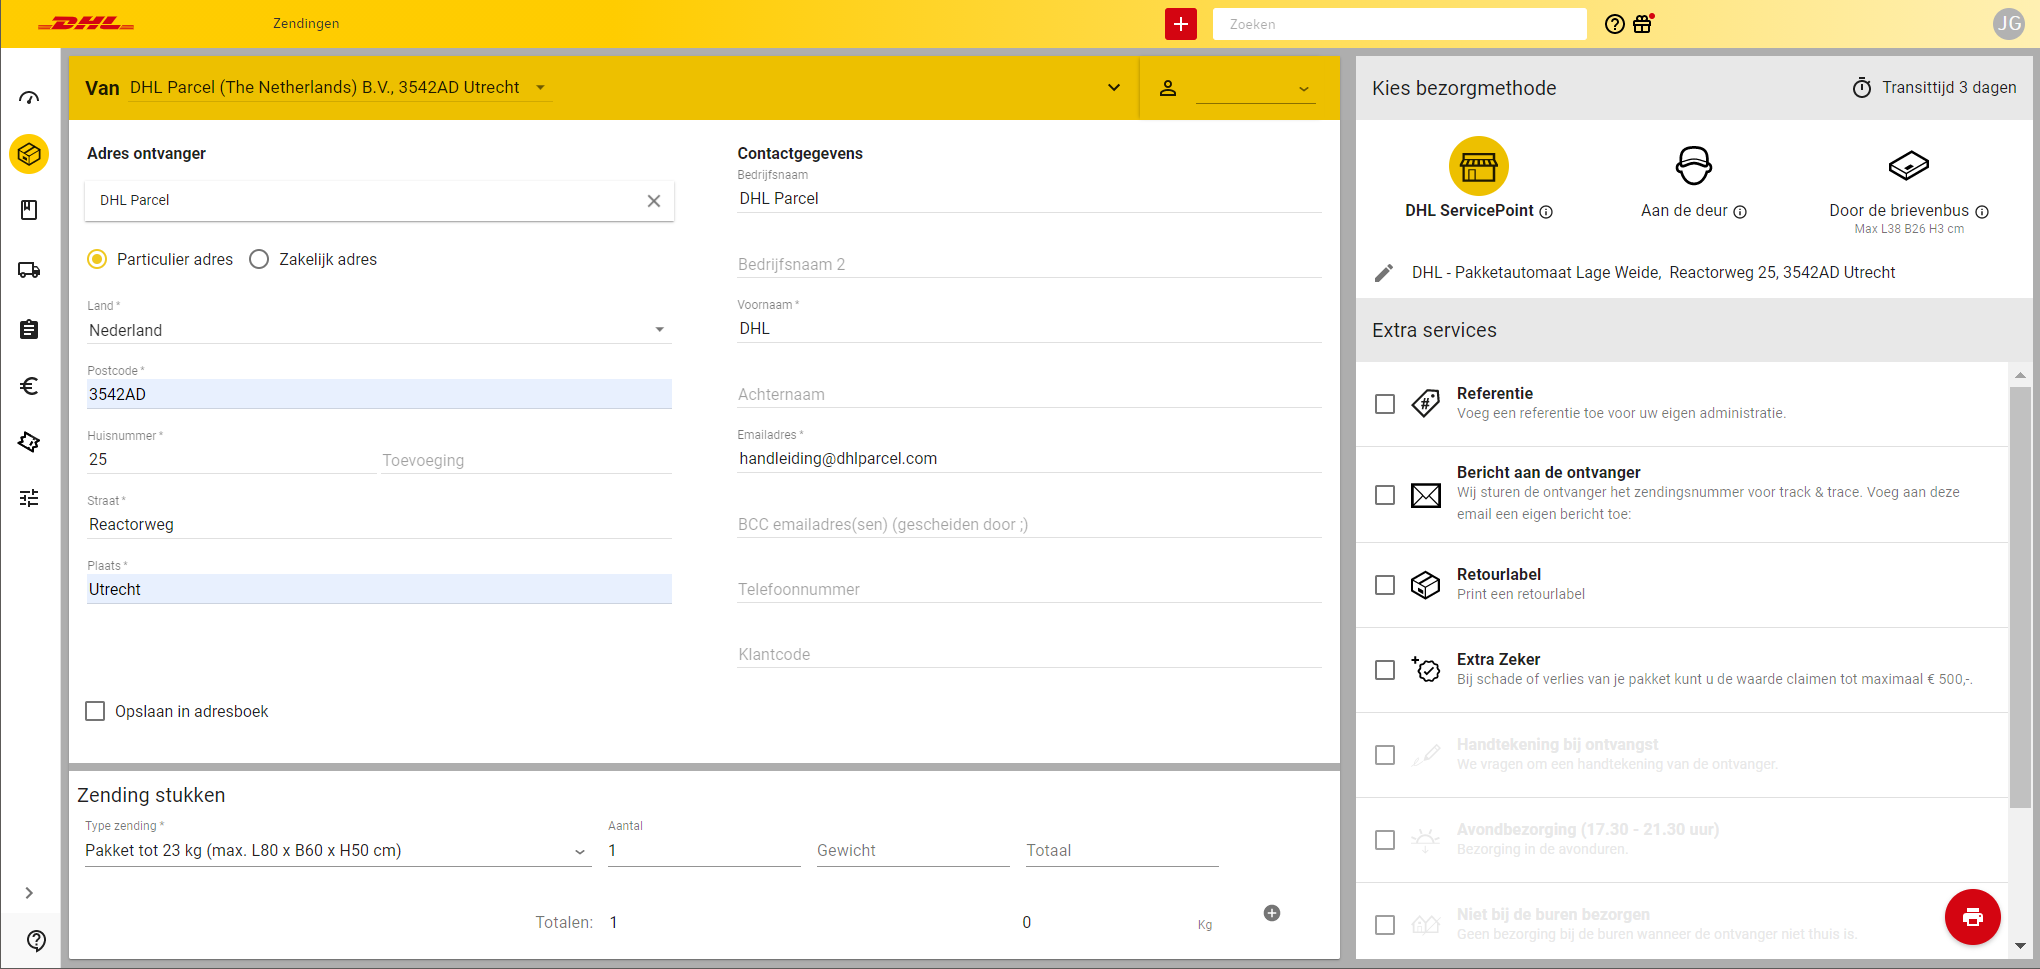 DHL
Zendingen
Zoeken
JG
Van DHL Parcel (The Netherlands) B.V., 3542AD Utrecht
Adres ontvanger
DHL Parcel
Particulier adres
Zakelijk adres
Land *
Nederland
Postcode *
3542AD
Huisnummer *
25
Toevoeging
Straat *
Reactorweg
Plaats *
Utrecht
Opslaan in adresboek
Contactgegevens
Bedrijfsnaam
DHL Parcel
Bedrijfsnaam 2
Voornaam *
DHL
Achternaam
Emailadres *
handleiding@dhlparcel.com
BCC emailadres(sen) (gescheiden door ;)
Telefoonnummer
Klantcode
Zending stukken
Type zending *
Pakket tot 23 kg (max. L80 x B60 x H50 cm)
Aantal
1
Gewicht
Totaal
Totalen: 1
0
Kg
Kies bezorgmethode
Transittijd 3 dagen
DHL ServicePoint
Aan de deur
Door de brievenbus
Max L38 B26 H3 cm
DHL - Pakketautomaat Lage Weide, Reactorweg 25, 3542AD Utrecht
Extra services
Referentie
Voeg een referentie toe voor uw eigen administratie.
Bericht aan de ontvanger
Wij sturen de ontvanger het zendingsnummer voor track & trace. Voeg aan deze
email een eigen bericht toe:
Retourlabel
Print een retourlabel
Extra Zeker
Bij schade of verlies van je pakket kunt u de waarde claimen tot maximaal € 500,-.
Handtekening bij ontvangst
We vragen om een handtekening van de ontvanger.
Avondbezorging (17.30 - 21.30 uur)
Bezorging in de avonduren.
Niet bij de buren bezorgen
Geen bezorging bij de buren wanneer de ontvanger niet thuis is.